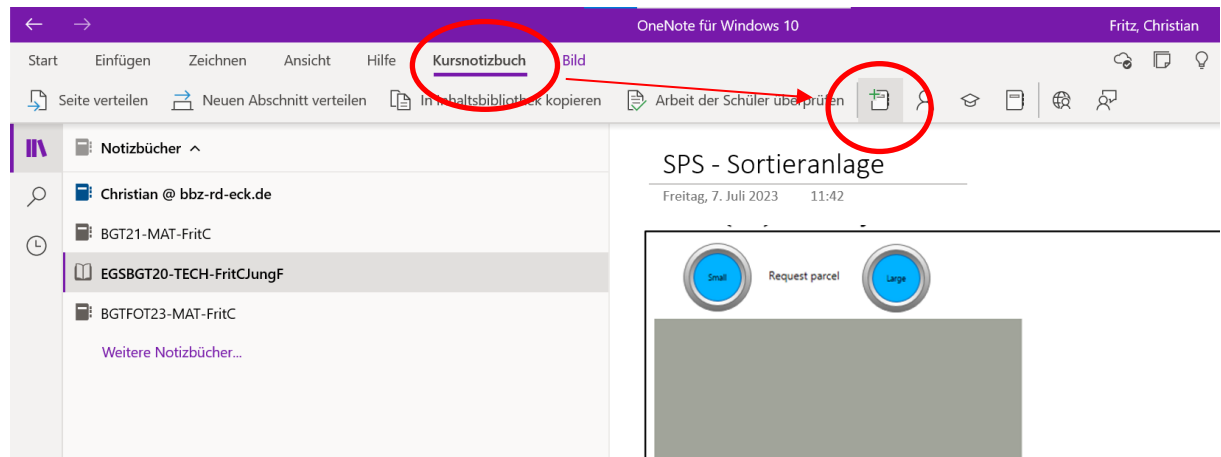 OneNote für Windows 10
Fritz, Christian
Start Einfügen Zeichnen Ansicht Hilfe Kursnotizbuch Bild
Seite verteilen Neuen Abschnitt verteilen In Inhaltsbibliothek kopieren Arbeit der Schüler überprüfen
Notizbücher
Christian @ bbz-rd-eck.de
BGT21-MAT-FritC
EGSBGT20-TECH-FritCJungF
BGTFOT23-MAT-FritC
Weitere Notizbücher...
SPS - Sortieranlage
Freitag, 7. Juli 2023 11:42
Small Request parcel Large